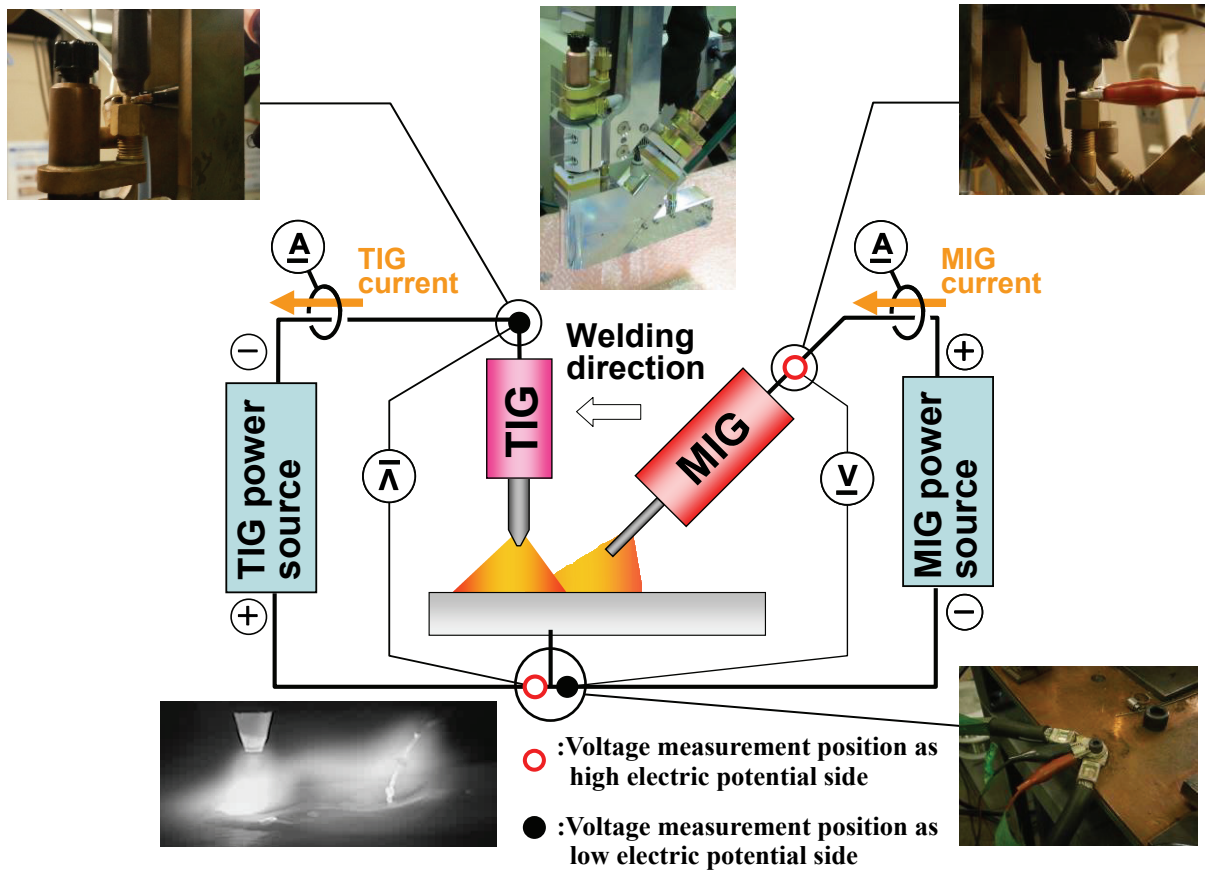 A
TIG
current
A
MIG
current
Welding
direction
−
+
TIG
MIG
TIG power
source
V
V
MIG power
source
+
−
:Voltage measurement position as
high electric potential side
:Voltage measurement position as
low electric potential side